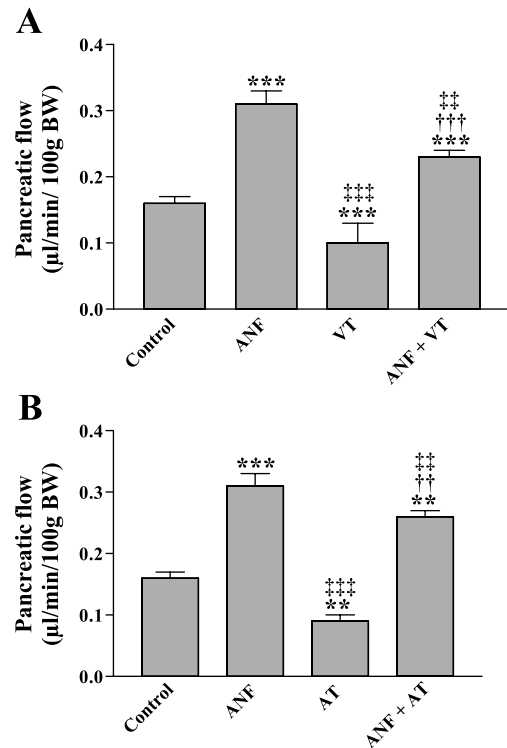 A
Pancreatic flow
(µl/min/ 100g BW)
0.4
0.3
0.2
0.1
0.0
***
‡‡‡
***
‡‡
†††
***
Control
ANF
VT
ANF + VT
B
Pancreatic flow
(µl/min/100g BW)
0.4
0.3
0.2
0.1
0.0
***
‡‡‡
**
‡‡
††
**
Control
ANF
AT
ANF + AT